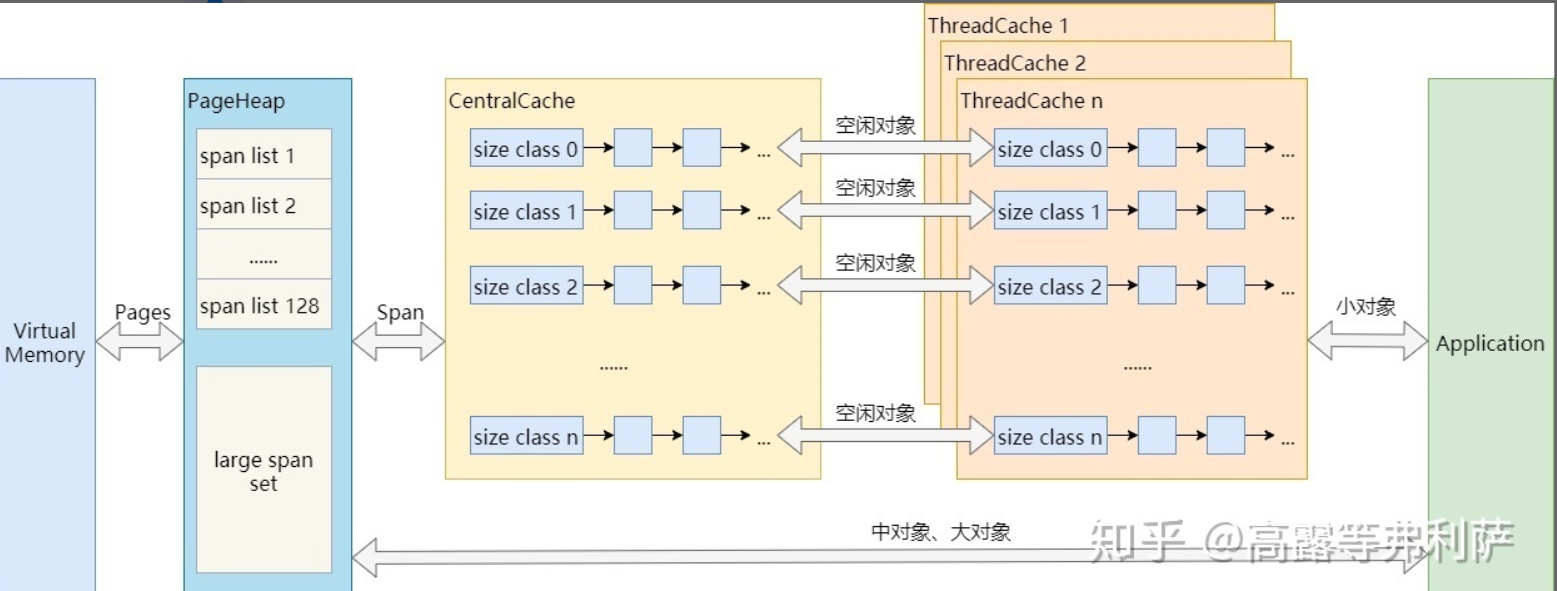 Virtual
Memory
Pages
PageHeap
span list 1
span list 2
......
span list 128
large span
set
Span
CentralCache
size class 0
...
size class 1
...
size class 2
...
......
size class n
...
空闲对象
空闲对象
空闲对象
空闲对象
ThreadCache 1
ThreadCache 2
ThreadCache n
size class 0
...
size class 1
...
size class 2
...
......
size class n
...
小对象
Application
中对象、大对象
知乎 @高露等弗利萨